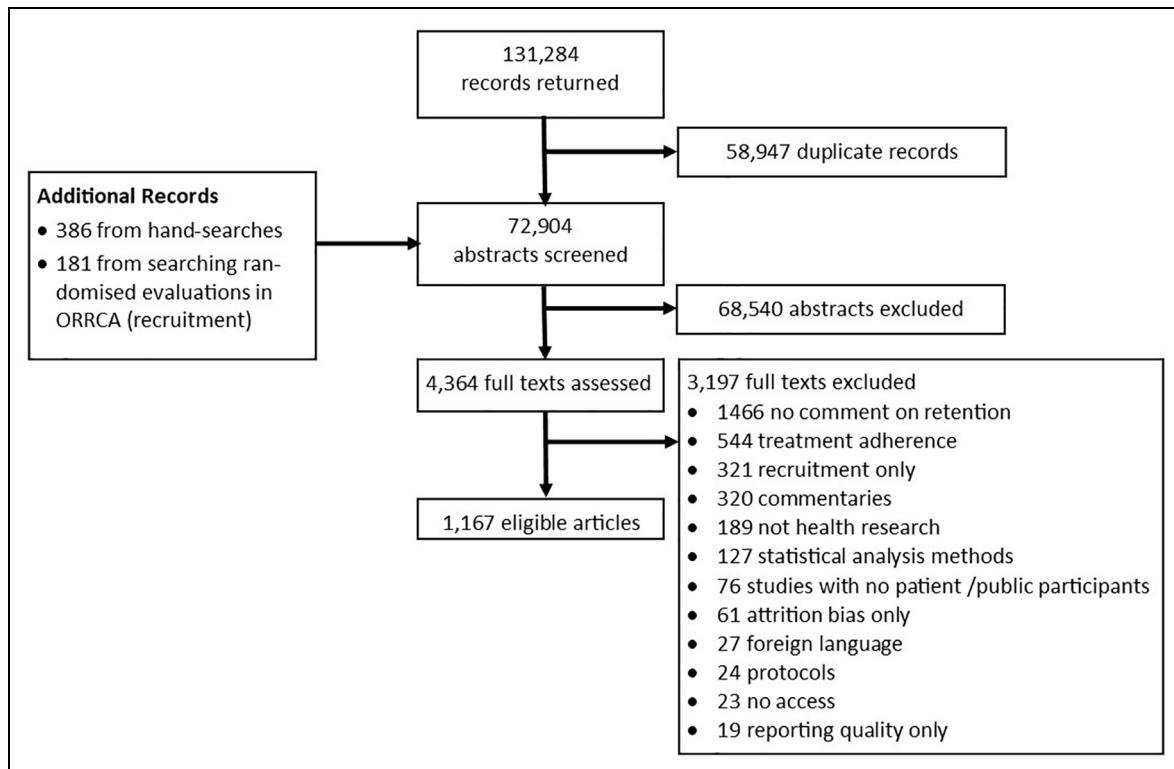 131,284
records returned
58,947 duplicate records
Additional Records
• 386 from hand-searches
• 181 from searching ran-
domised evaluations in
ORRCA (recruitment)
72,904
abstracts screened
68,540 abstracts excluded
4,364 full texts assessed
3,197 full texts excluded
• 1466 no comment on retention
• 544 treatment adherence
• 321 recruitment only
• 320 commentaries
• 189 not health research
• 127 statistical analysis methods
• 76 studies with no patient /public participants
• 61 attrition bias only
• 27 foreign language
• 24 protocols
• 23 no access
• 19 reporting quality only
1,167 eligible articles